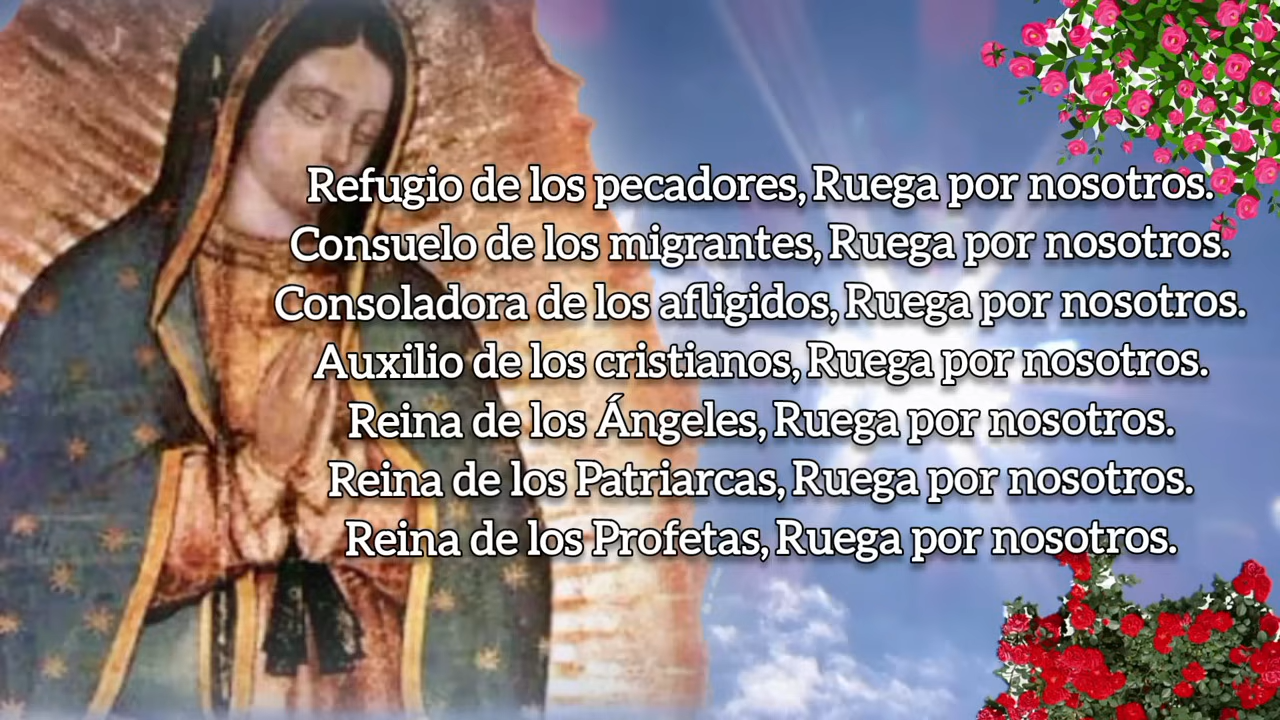 Refugio de los pecadores, Ruega por nosotros.
Consuelo de los migrantes, Ruega por nosotros.
Consoladora de los afligidos, Ruega por nosotros.
Auxilio de los cristianos, Ruega por nosotros.
Reina de los Ángeles, Ruega por nosotros.
Reina de los Patriarcas, Ruega por nosotros.
Reina de los Profetas, Ruega por nosotros.